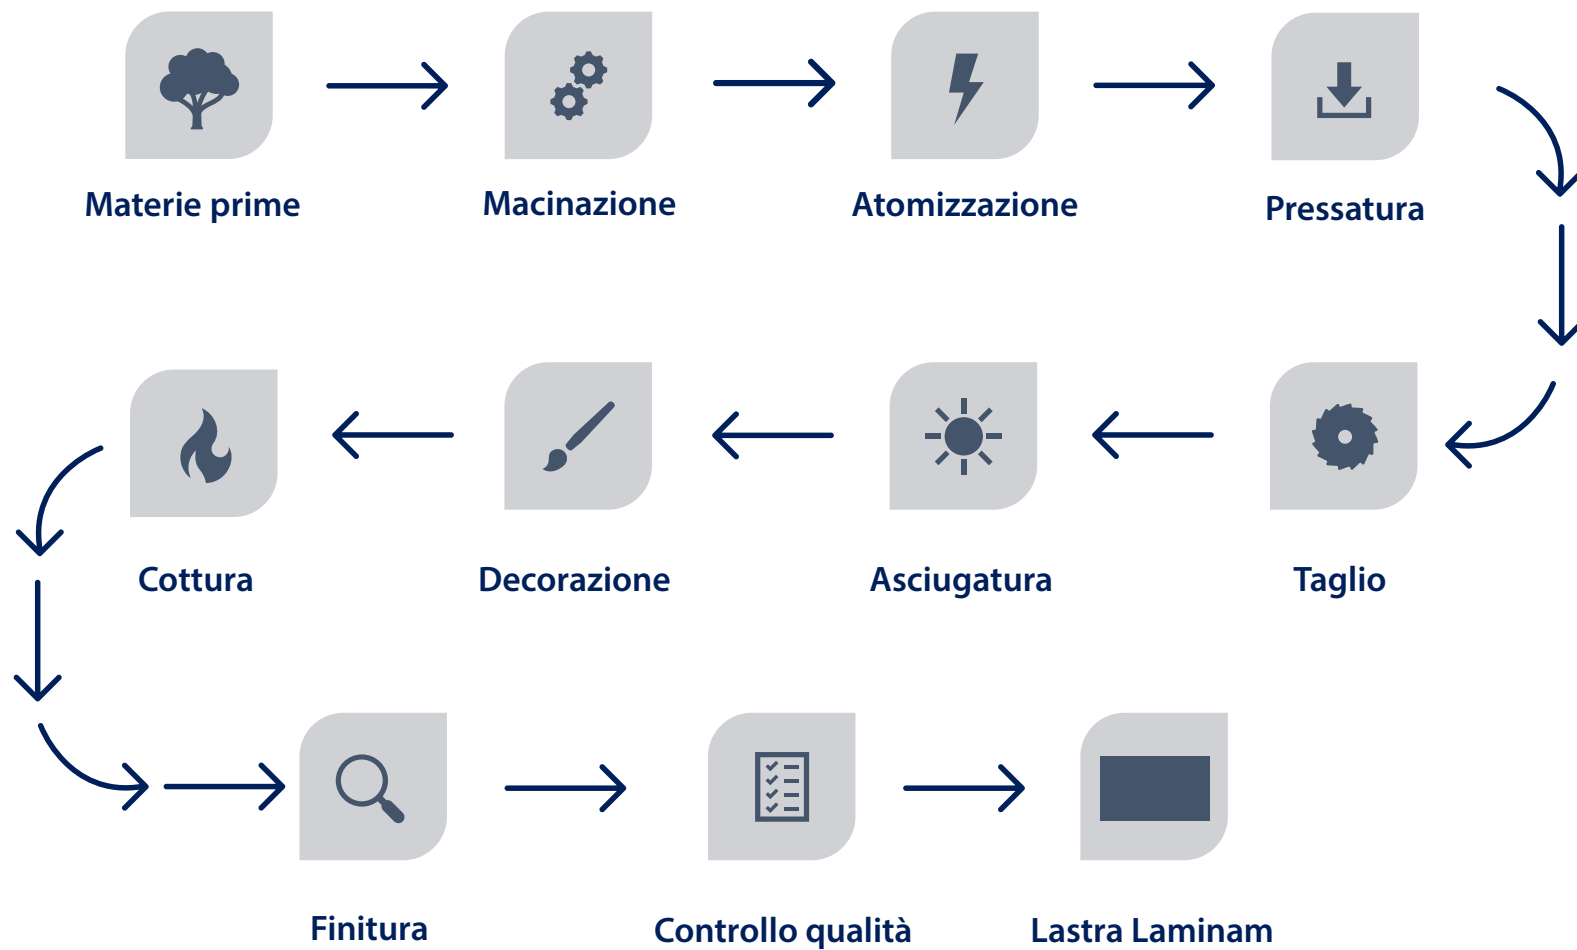 Materie prime
Macinazione
Atomizzazione
Pressatura
Cottura
Decorazione
Asciugatura
Taglio
Finitura
Controllo qualità
Lastra Laminam